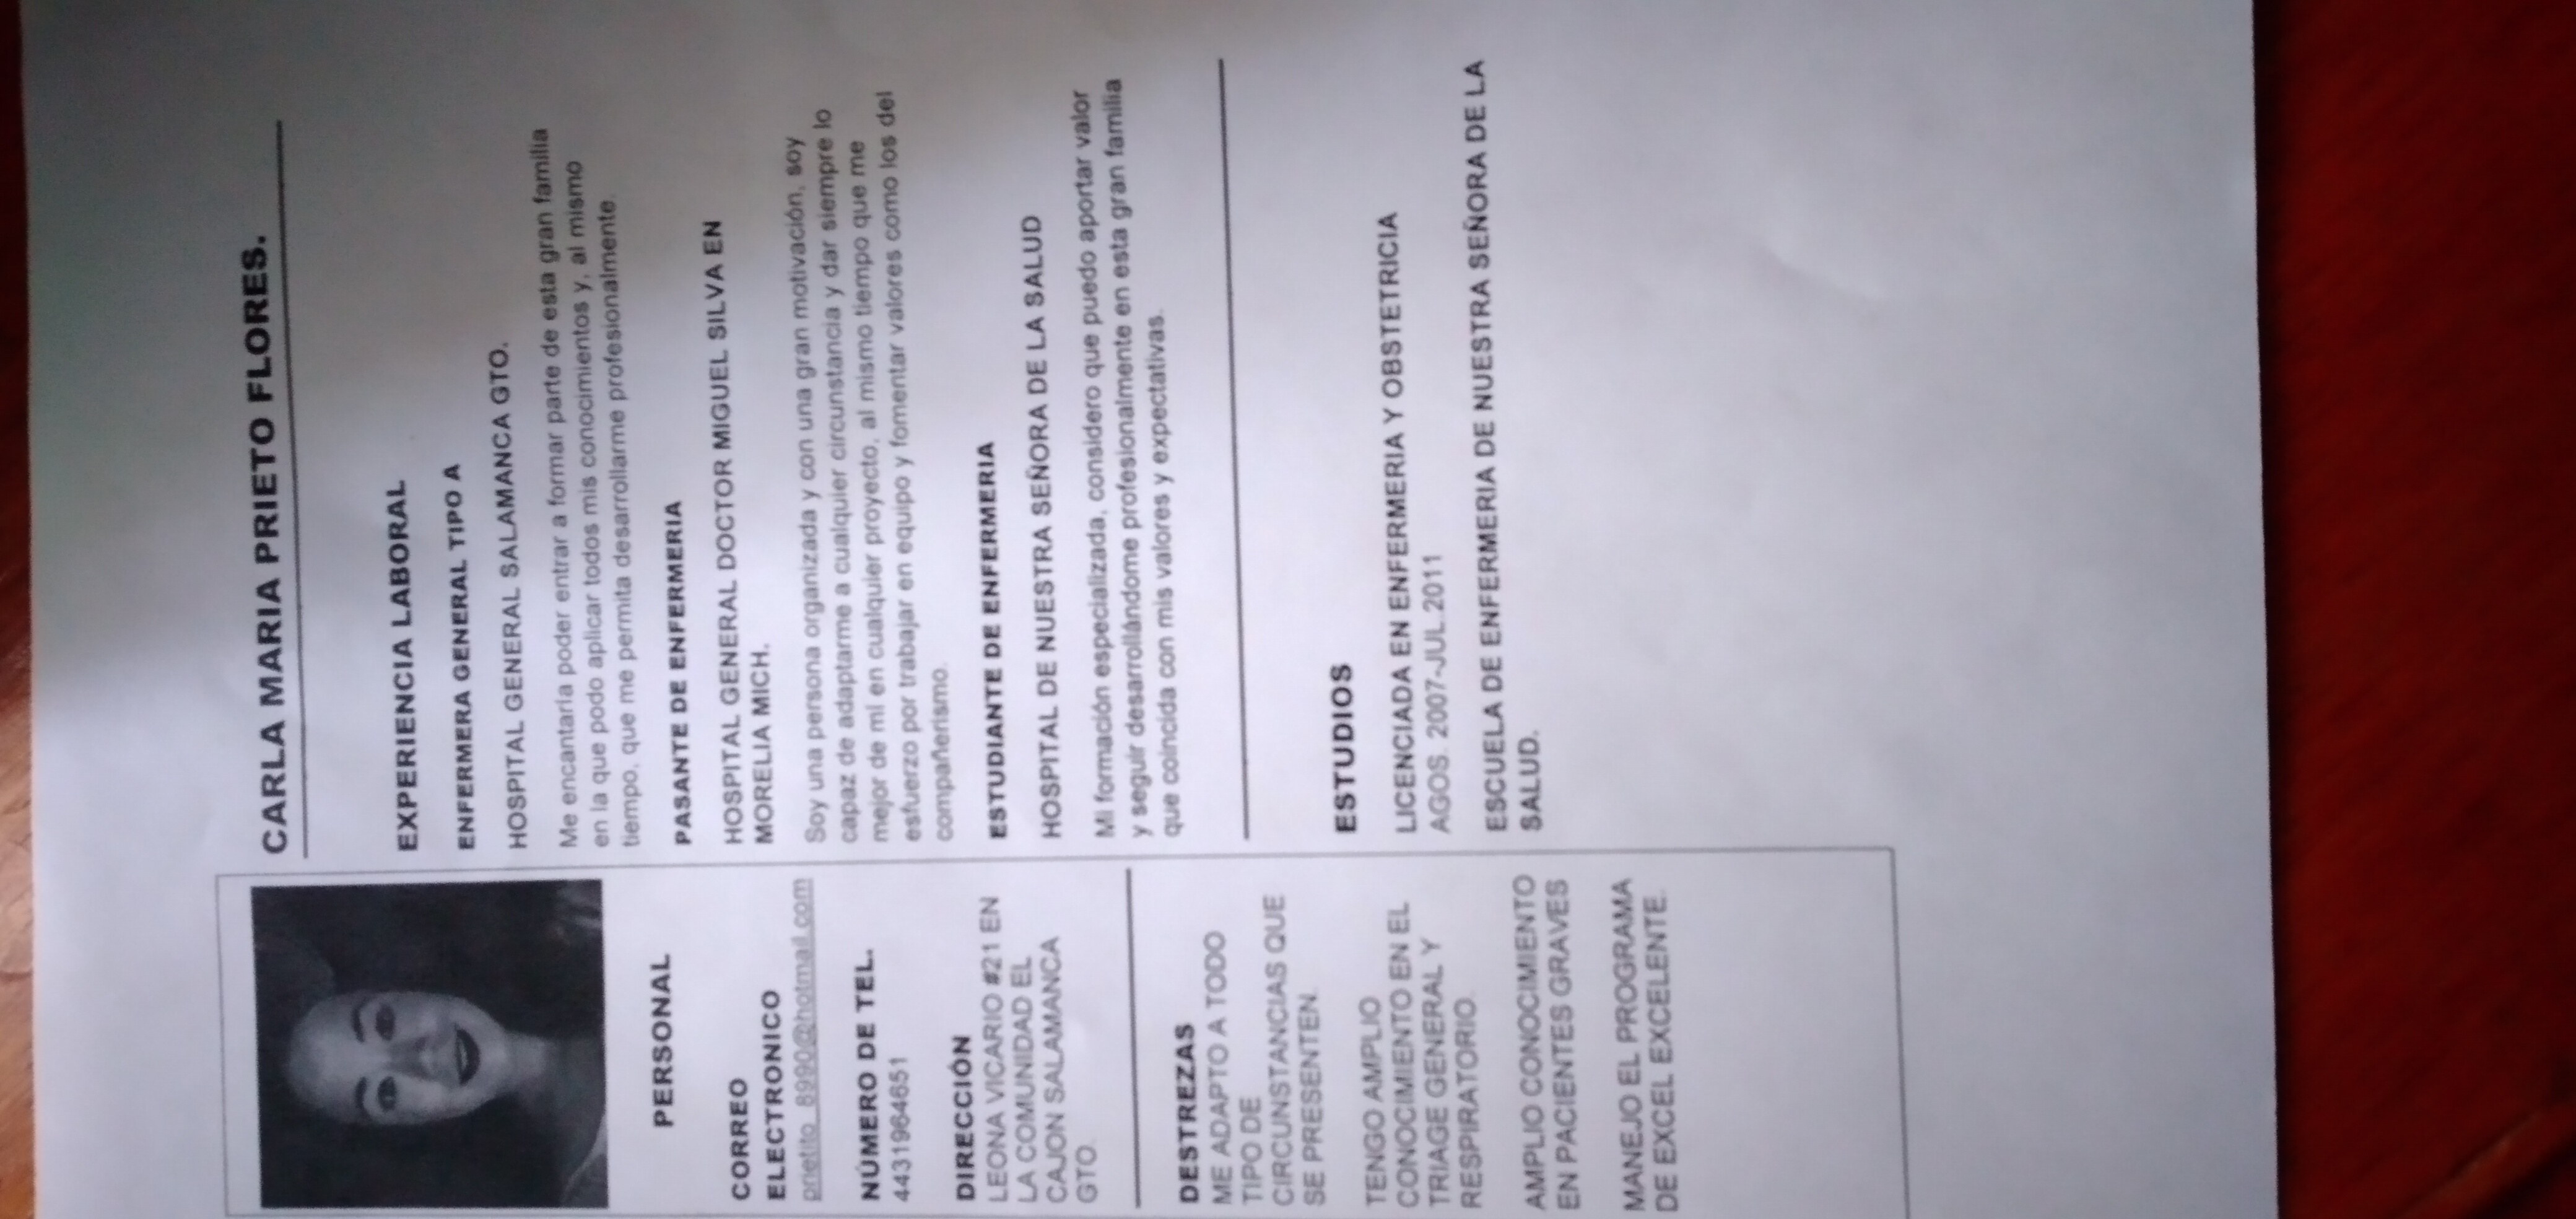 CARLA MARIA PRIETO FLORES.
PERSONAL
CORREO
ELECTRONICO
prietito_8990@hotmail.com
NÚMERO DE TEL.
4431964651
DIRECCIÓN
LEONA VICARIO #21 EN
LA COMUNIDAD EL
CAJON SALAMANCA
GTO.
DESTREZAS
ME ADAPTO A TODO
TIPO DE
CIRCUNSTANCIAS QUE
SE PRESENTEN.
TENGO AMPLIO
CONOCIMIENTO EN EL
TRIAGE GENERAL Y
RESPIRATORIO.
AMPLIO CONOCIMIENTO
EN PACIENTES GRAVES
MANEJO EL PROGRAMA
DE EXCEL EXCELENTE.
EXPERIENCIA LABORAL
ENFERMERA GENERAL TIPO A
HOSPITAL GENERAL SALAMANCA GTO.
Me encantaría poder entrar a formar parte de esta gran familia
en la que podo aplicar todos mis conocimientos y, al mismo
tiempo, que me permita desarrollarme profesionalmente.
PASANTE DE ENFERMERIA
HOSPITAL GENERAL DOCTOR MIGUEL SILVA EN
MORELIA MICH.
Soy una persona organizada y con una gran motivación, soy
capaz de adaptarme a cualquier circunstancia y dar siempre lo
mejor de mí en cualquier proyecto, al mismo tiempo que me
esfuerzo por trabajar en equipo y fomentar valores como los del
compañerismo.
ESTUDIANTE DE ENFERMERIA
HOSPITAL DE NUESTRA SEÑORA DE LA SALUD
Mi formación especializada, considero que puedo aportar valor
y seguir desarrollándome profesionalmente en esta gran familia
que coincida con mis valores y expectativas.
ESTUDIOS
LICENCIADA EN ENFERMERIA Y OBSTETRICIA
AGOS. 2007-JUL.2011
ESCUELA DE ENFERMERIA DE NUESTRA SEÑORA DE LA
SALUD.